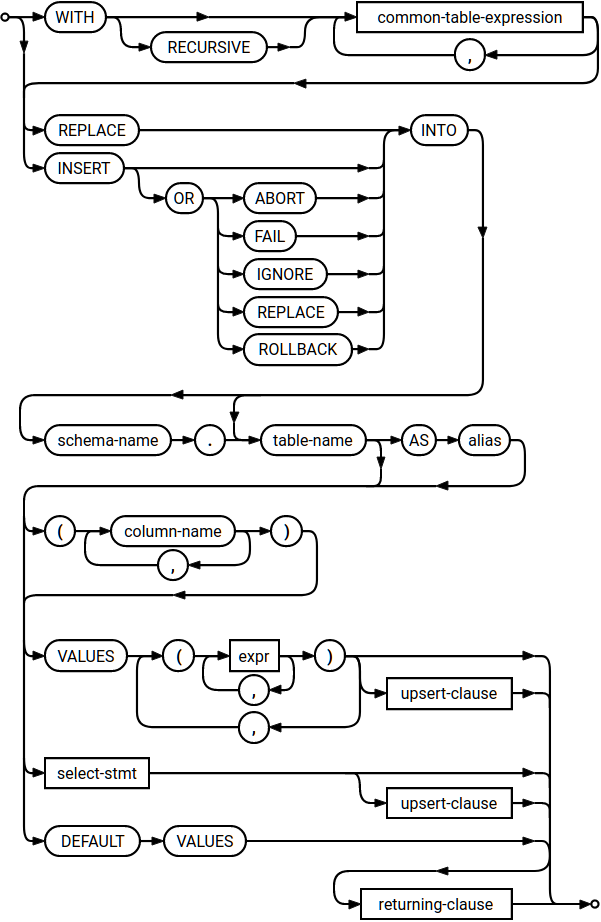 WITH common-table-expression
RECURSIVE ,
REPLACE INTO
INSERT
OR ABORT
FAIL
IGNORE
REPLACE
ROLLBACK
schema-name . table-name AS alias
( column-name )
,
VALUES ( expr )
, upsert-clause
,
select-stmt
upsert-clause
DEFAULT VALUES
returning-clause